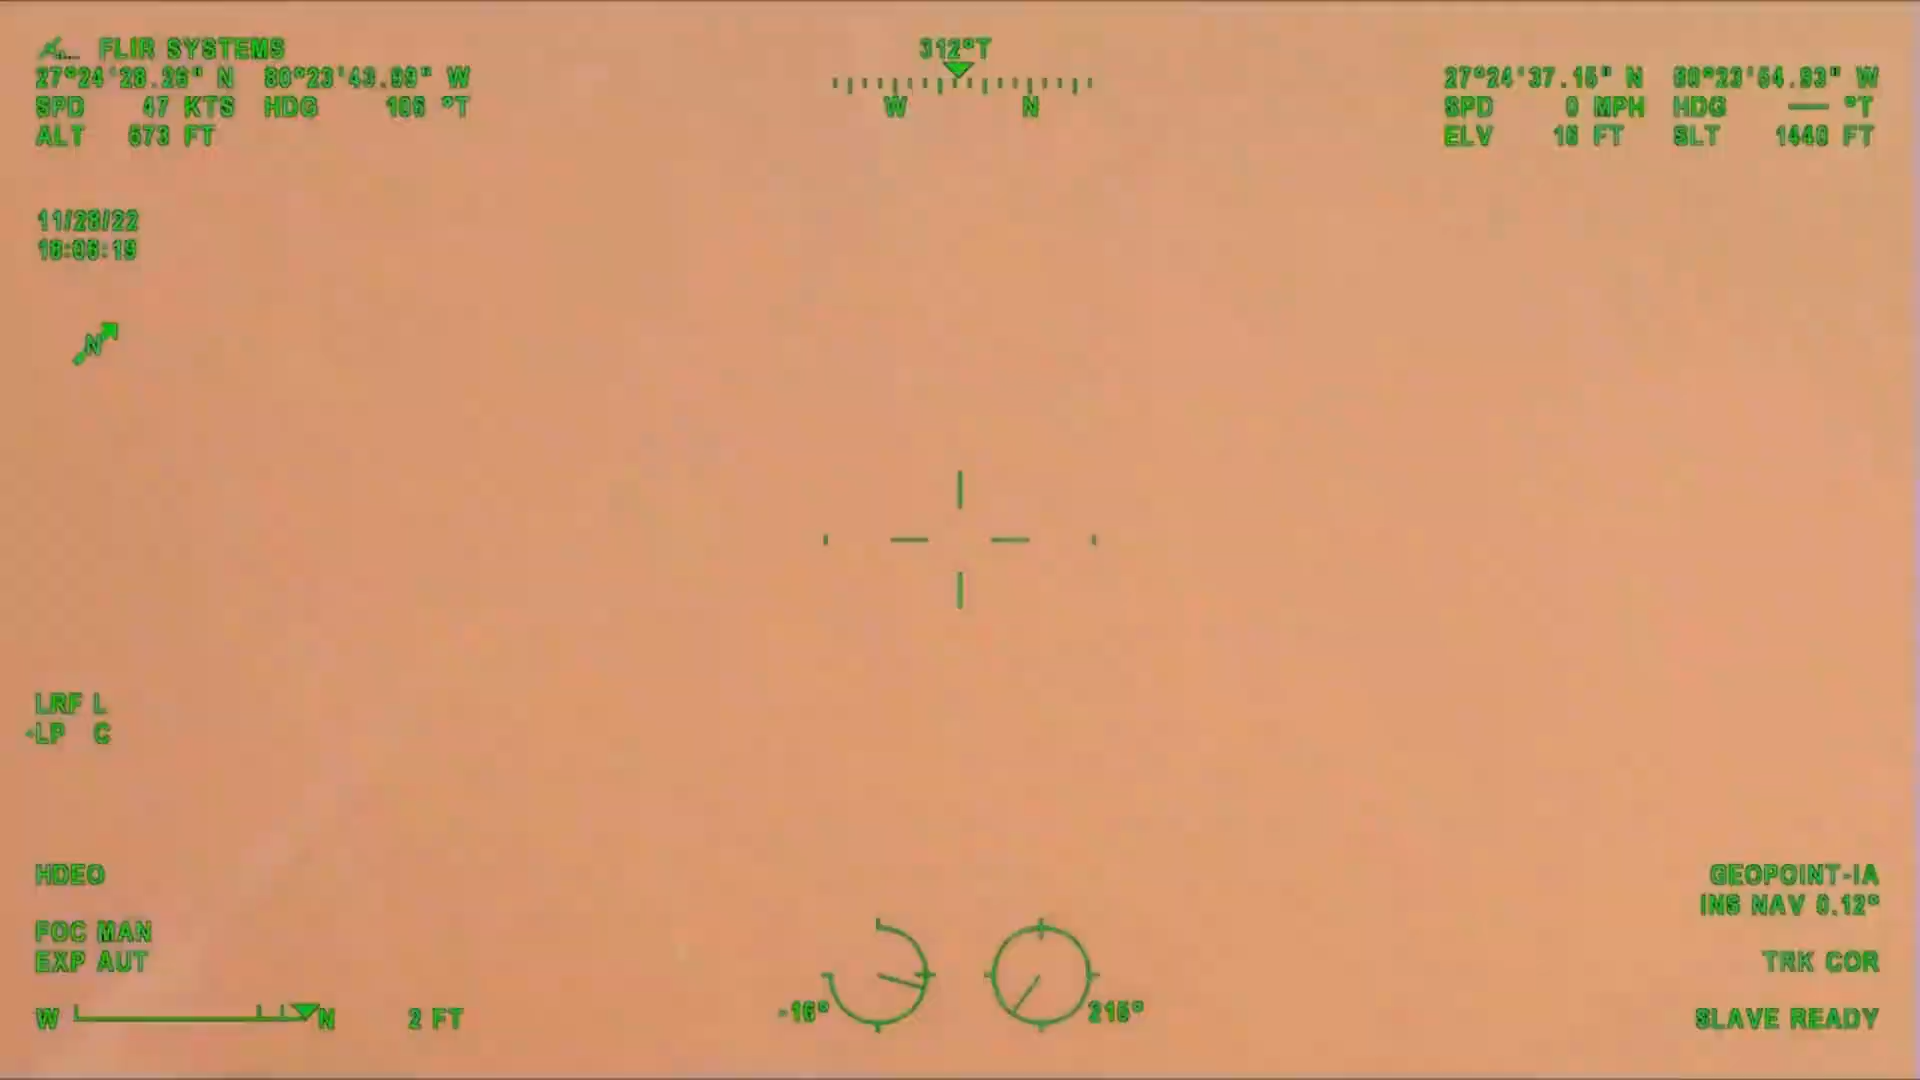 FLIR SYSTEMS
27°24'28.26" N 80°23'43.99" W
SPD 47 KTS HDG 106 °T
ALT 573 FT
312°T
W N
27°24'37.15" N 80°23'54.93" W
SPD 0 MPH HDG --- °T
ELV 16 FT SLT 1440 FT
11/28/22
N
LRF L
LP C
HDEO
FOC MAN
EXP AUT
W N 2 FT
-16°
215°
GEOPOINT-IA
INS NAV 0.12°
TRK COR
SLAVE READY